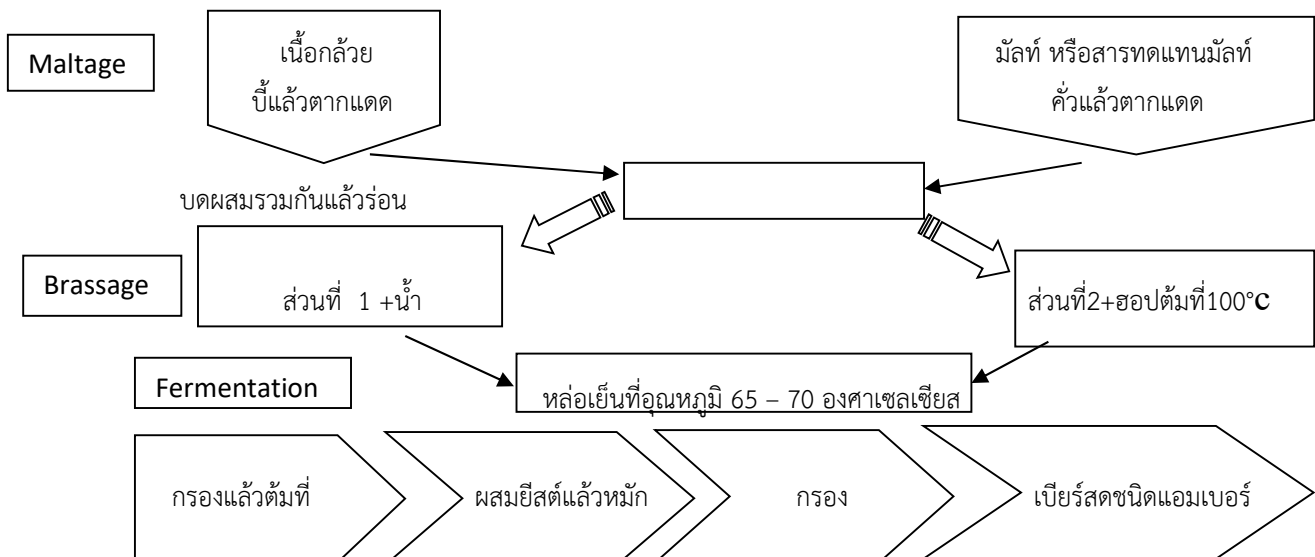 Maltage
เนื้อกล้วย
บี้แล้วตากแดด
มัลท์ หรือสารทดแทนมัลท์
คั่วแล้วตากแดด
บดผสมรวมกันแล้วร่อน
Brassage
ส่วนที่ 1 +น้ำ
ส่วนที่2+ฮอปต้มที่100°C
Fermentation
หล่อเย็นที่อุณหภูมิ 65 – 70 องศาเซลเซียส
กรองแล้วต้มที่
ผสมยีสต์แล้วหมัก
กรอง
เบียร์สดชนิดแอมเบอร์